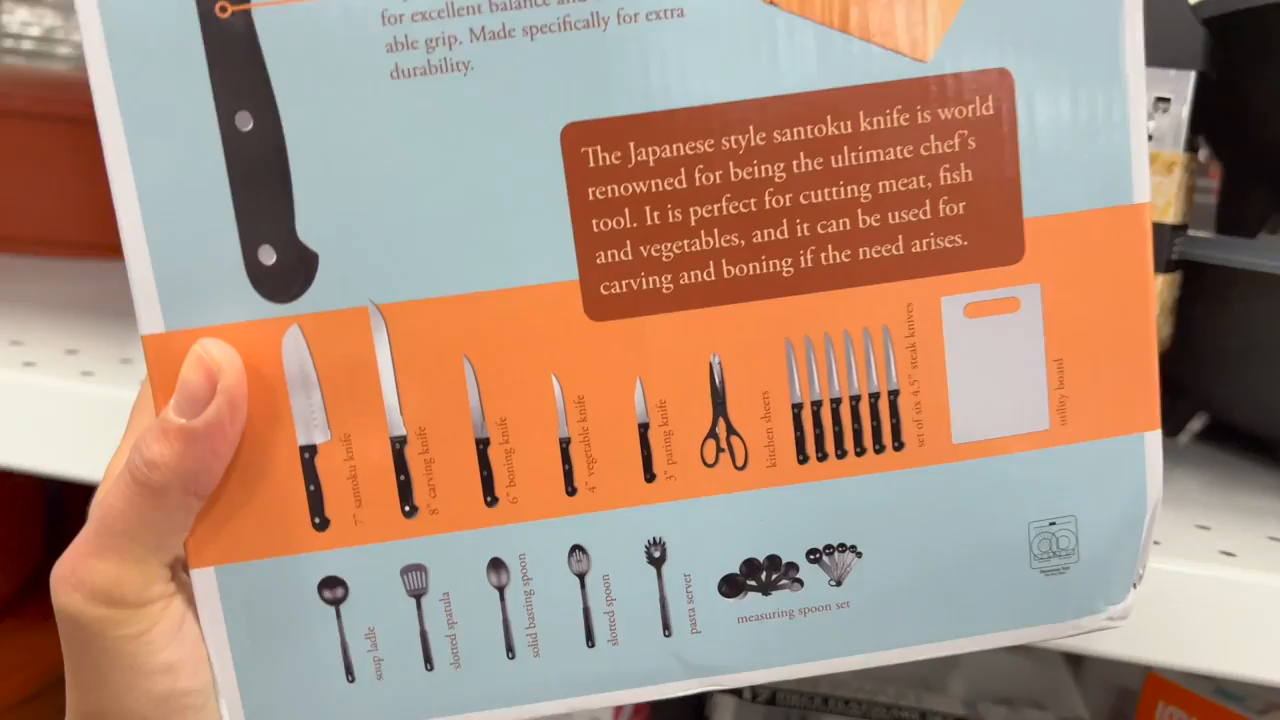 for excellent balance and
able grip. Made specifically for extra
durability.
The Japanese style santoku knife is world
renowned for being the ultimate chef's
tool. It is perfect for cutting meat, fish
and vegetables, and it can be used for
carving and boning if the need arises.
7" santoku knife
8" carving knife
6" boning knife
4" vegetable knife
3" paring knife
kitchen sheers
set of six 4.5" steak knives
utility board
soup ladle
slotted spatula
solid basting spoon
slotted spoon
pasta server
measuring spoon set